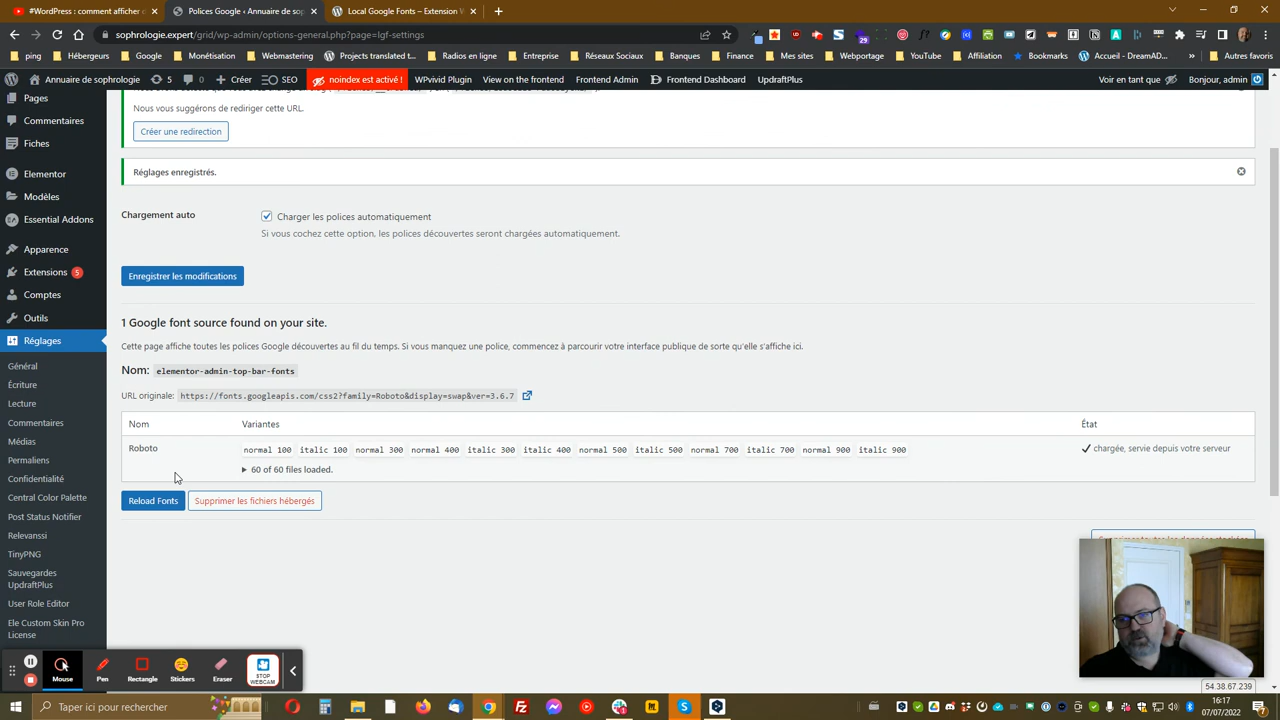 #WordPress : comment afficher
Polices Google ‹ Annuaire de sop
Local Google Fonts – Extension W
sophrologie.expert/grid/wp-admin/options-general.php?page=lgf-settings
ping
Hébergeurs
Google
Monitoring
Webmastering
Projets translated....
Radios en ligne
Entreprise
Réseaux Sociaux
Banques
Finance
Mes sites
Webportage
YouTube
Affiliation
Bookmarks
Accueil - DreamAD...
Autres favoris
Annuaire de sophrologie
5
0
Créer
SEO
noindex est activé !
WPvivid Plugin
View on the frontend
Frontend Admin
Frontend Dashboard
UpdraftPlus
Voir en tant que
Bonjour, admin
Pages
Commentaires
Fiches
Elementor
Modèles
Essential Addons
Apparence
Extensions 5
Comptes
Outils
Réglages
Général
Écriture
Lecture
Commentaires
Médias
Permaliens
Confidentialité
Central Color Palette
Post Status Notifier
Relevanssi
TinyPNG
Sauvegardes
UpdraftPlus
User Role Editor
Ele Custom Skin Pro
License
Nous vous suggérons de rediriger cette URL.
Créer une redirection
Réglages enregistrés.
Chargement auto
Charger les polices automatiquement
Si vous cochez cette option, les polices découvertes seront chargées automatiquement.
Enregistrer les modifications
1 Google font source found on your site.
Cette page affiche toutes les polices Google découvertes au fil du temps. Si vous manquez une police, commencez à parcourir votre interface publique de sorte qu'elle s'affiche ici.
Nom: elementor-admin-top-bar-fonts
URL originale: https://fonts.googleapis.com/css2?family=Roboto&display=swap&ver=3.6.7
Nom
Variantes
État
Roboto
normal 100 italic 100 normal 300 normal 400 italic 300 italic 400 normal 500 italic 500 normal 700 italic 700 normal 900 italic 900
chargée, servie depuis votre serveur
60 of 60 files loaded.
Reload Fonts
Supprimer les fichiers hébergés
Mouse
Pen
Rectangle
Stickers
Eraser
STOP
WEBCAM
54.38.67.239
Taper ici pour rechercher
16:17
07/07/2022